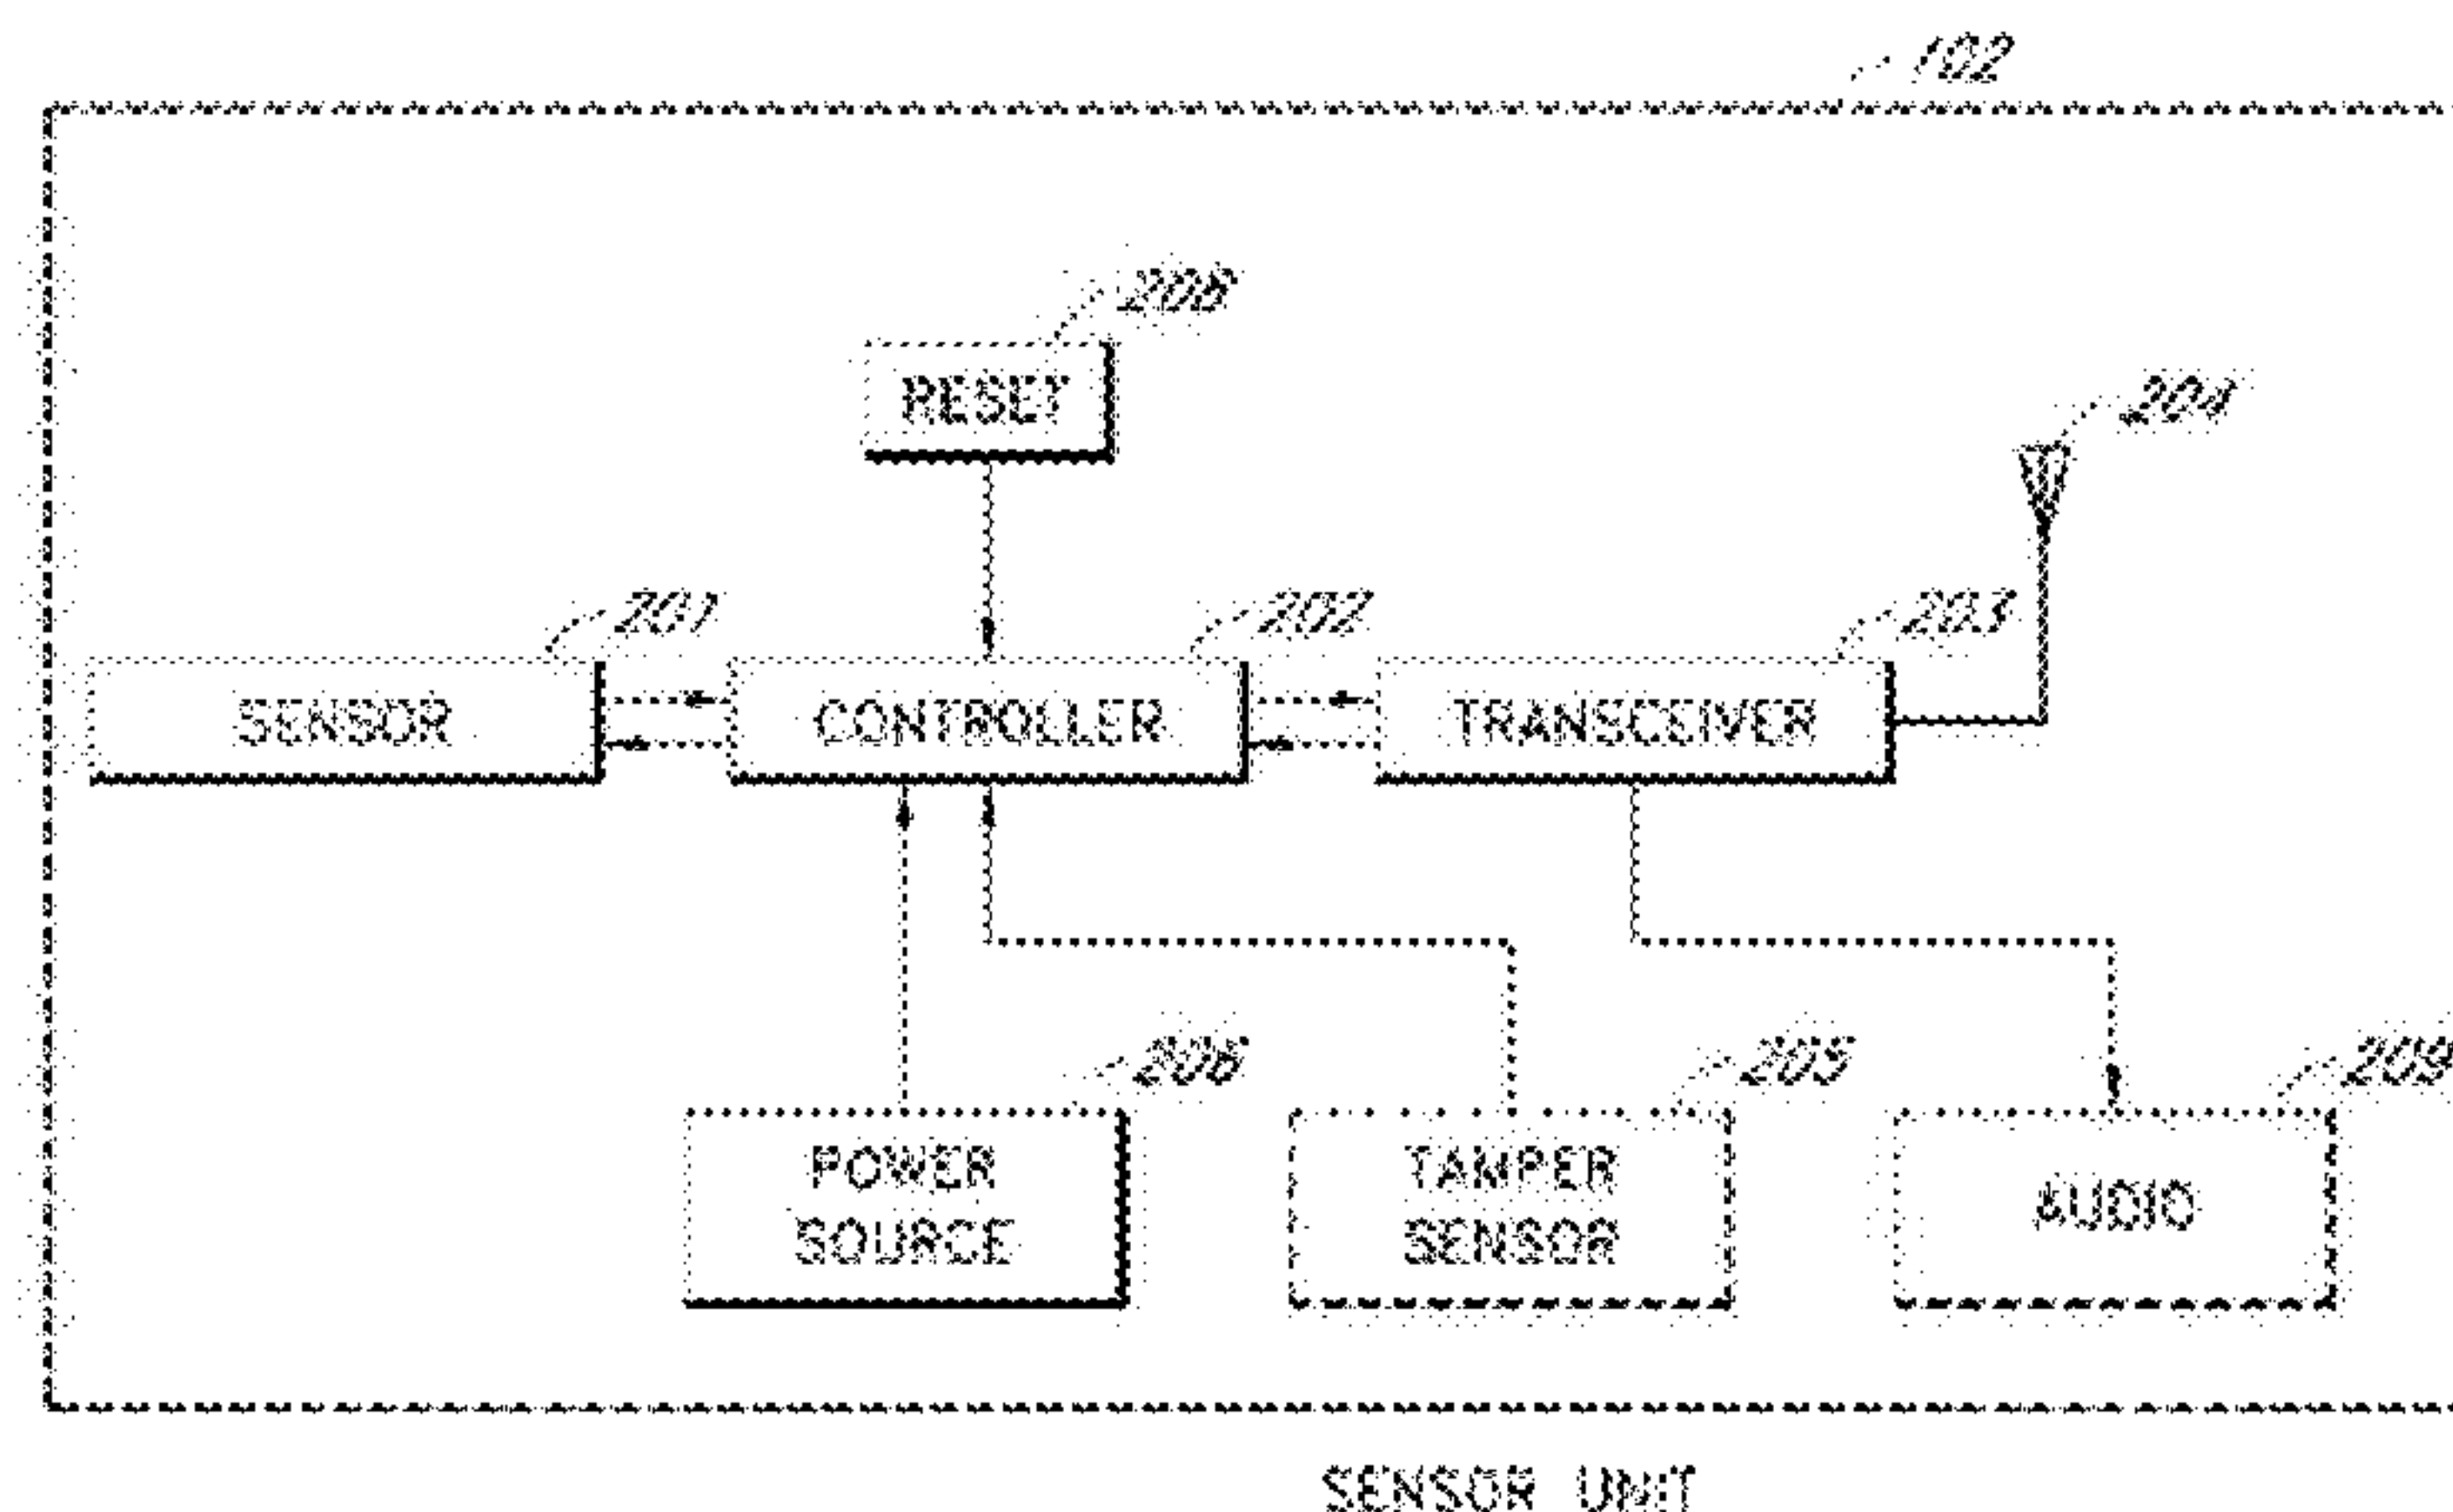 102
208
RESET
204
201
202
203
SENSOR
CONTROLLER
TRANSCEIVER
206
205
209
POWER
SOURCE
TAMPER
SENSOR
AUDIO
SENSOR UNIT